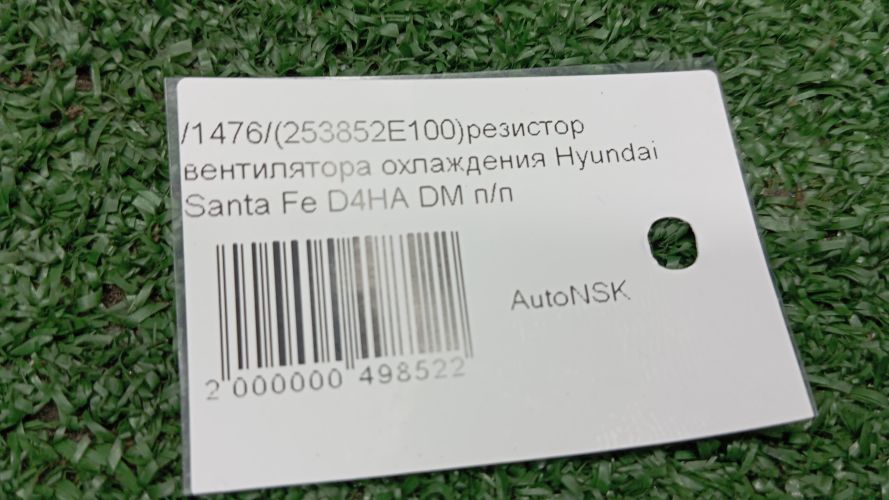 /1476/(253852E100)резистор
вентилятора охлаждения Hyundai
Santa Fe D4HA DM п/п
AutoNSK
2 000000 498522